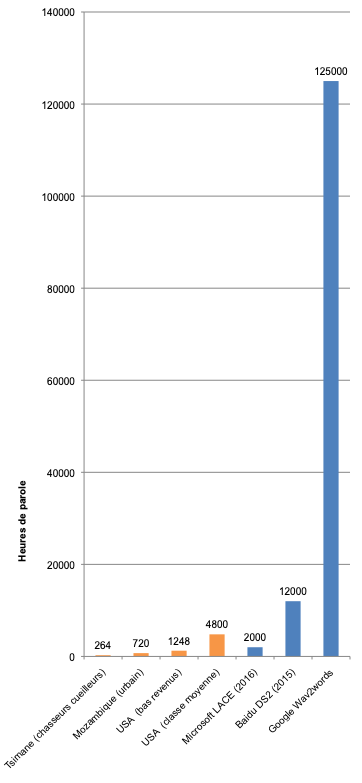 140000
120000
100000
80000
60000
40000
20000
0
Heures de parole
264
720
1248
4800
2000
12000
125000
Tsimane (chasseurs cueilleurs)
Mozambique (urbain)
USA (bas revenus)
USA (classe moyenne)
Microsoft LACE (2016)
Baidu DS2 (2015)
Google Wav2words